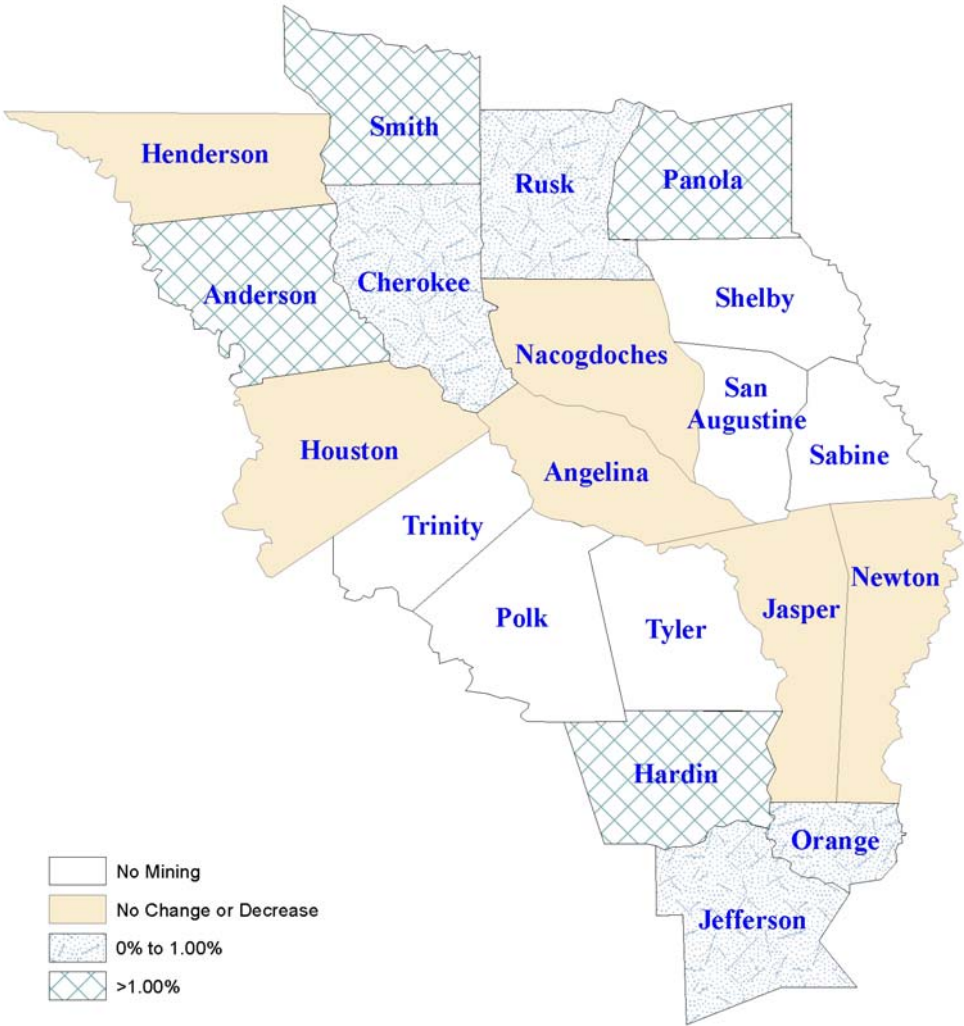 Smith
Henderson
Rusk
Panola
Cherokee
Anderson
Shelby
Nacogdoches
San
Augustine
Houston
Sabine
Angelina
Trinity
Newton
Jasper
Polk
Tyler
Hardin
Orange
Jefferson
No Mining
No Change or Decrease
0% to 1.00%
>1.00%